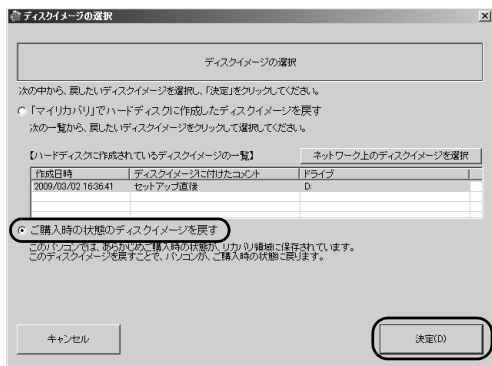 ディスクイメージの選択
ディスクイメージの選択
次の中から、戻したいディスクイメージを選択し、「決定」をクリックしてください。
「マイリカバリ」でハードディスクに作成したディスクイメージを戻す
次の一覧から、戻したいディスクイメージをクリックして選択してください。
【ハードディスクに作成されているディスクイメージの一覧】 ネットワーク上のディスクイメージを選択
作成日時 ディスクイメージに付けたコメント ドライブ
2009/03/02 16:36:41 セットアップ直後 D:
ご購入時の状態のディスクイメージを戻す
このパソコンでは、あらかじめご購入時の状態が、リカバリ領域に保存されています。
このディスクイメージを戻すことで、パソコンが、ご購入時の状態に戻ります。
キャンセル 決定(D)